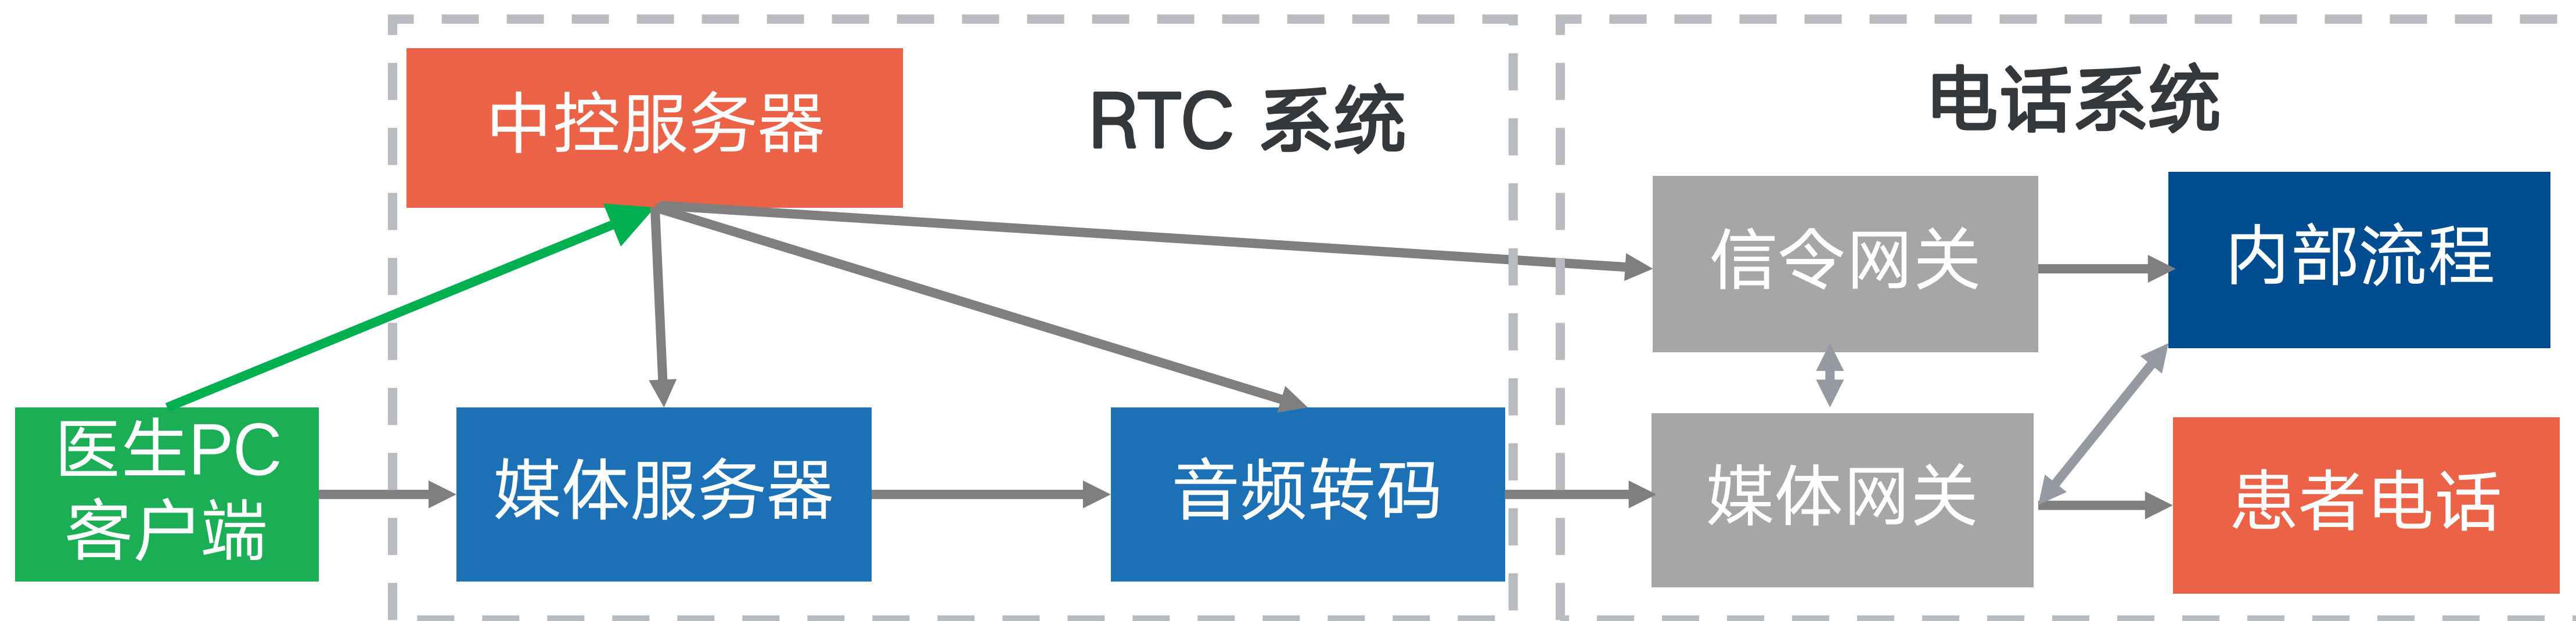 中控服务器
RTC 系统
电话系统
信令网关
内部流程
医生PC
客户端
媒体服务器
音频转码
媒体网关
患者电话